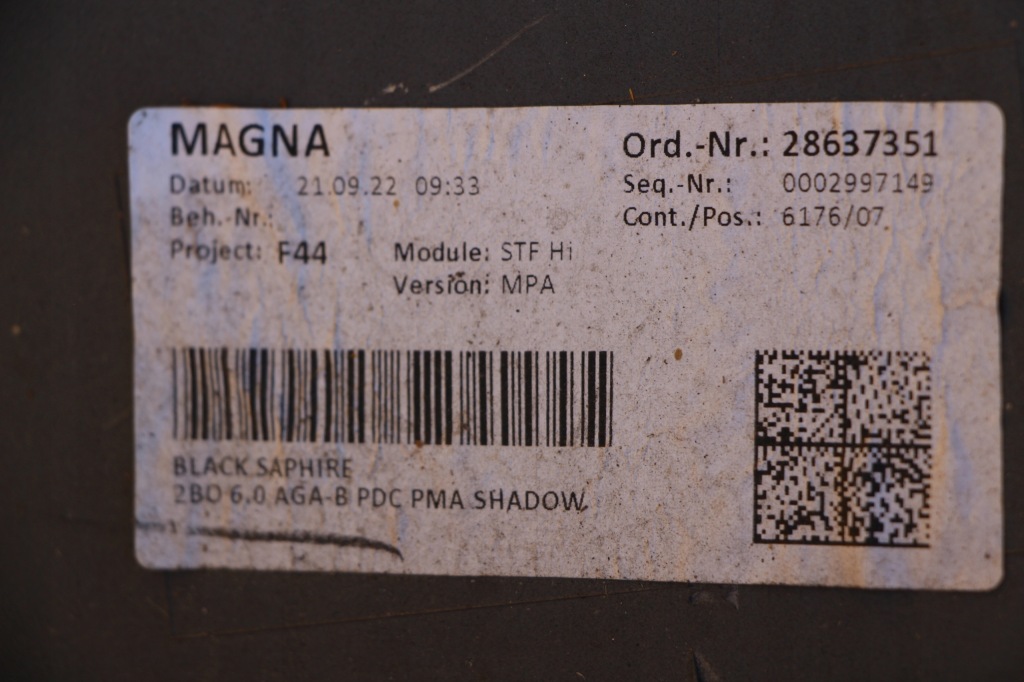 MAGNA
Ord.-Nr.: 28637351
Datum: 21.09.22 09:33
Seq.-Nr.: 0002997149
Beh.-Nr.:
Cont./Pos.: 6176/07
Project: F44
Module: STF Hi
Version: MPA
BLACK SAPHIRE
2BD 6.0 AGA-B PDC PMA SHADOW